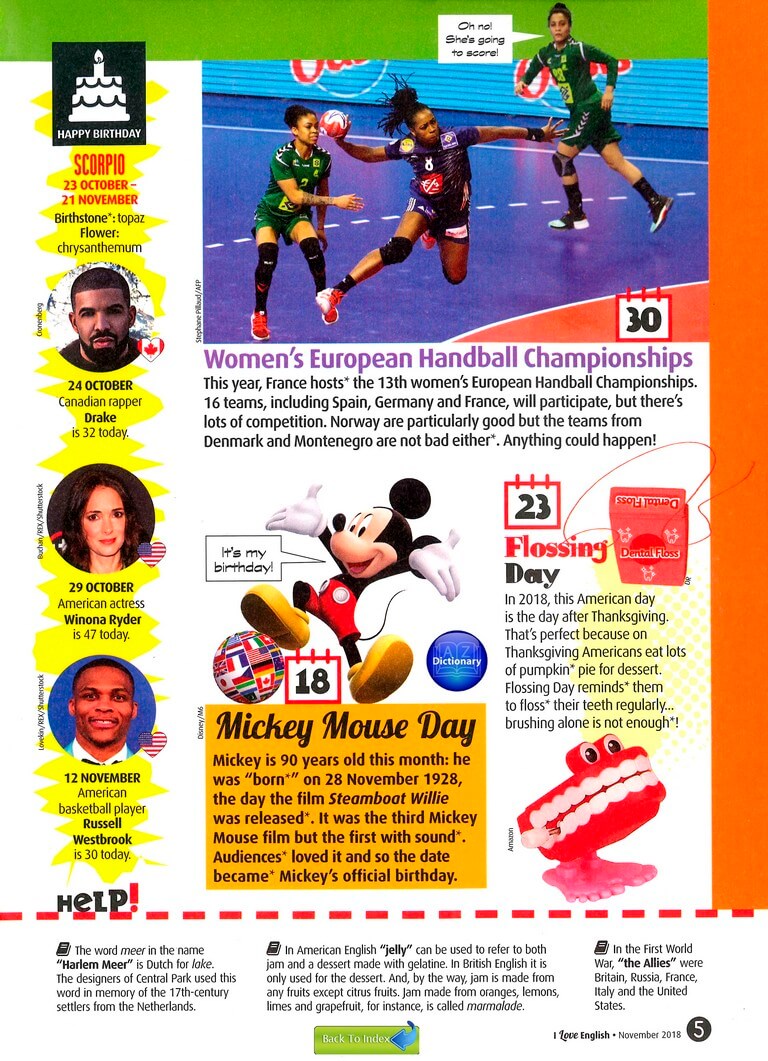 Oh no!
She's going
to score!
HAPPY BIRTHDAY
SCORPIO
23 OCTOBER –
21 NOVEMBER
Birthstone*: topaz
Flower:
chrysanthemum
Cronenberg
24 OCTOBER
Canadian rapper
Drake
is 32 today.
Buchan/REX/Shutterstock
29 OCTOBER
American actress
Winona Ryder
is 47 today.
Lovekin/REX/Shutterstock
12 NOVEMBER
American
basketball player
Russell
Westbrook
is 30 today.
8
Stephane Pillaud/AFP
30
Women's European Handball Championships
This year, France hosts* the 13th women's European Handball Championships.
16 teams, including Spain, Germany and France, will participate, but there's
lots of competition. Norway are particularly good but the teams from
Denmark and Montenegro are not bad either*. Anything could happen!
It's my
birthday!
A-Z
Dictionary
18
Disney/M6
Mickey Mouse Day
Mickey is 90 years old this month: he
was "born*" on 28 November 1928,
the day the film Steamboat Willie
was released*. It was the third Mickey
Mouse film but the first with sound*.
Audiences* loved it and so the date
became* Mickey's official birthday.
23
Dental Floss
Dental Floss
DR
Flossing
Day
In 2018, this American day
is the day after Thanksgiving.
That's perfect because on
Thanksgiving Americans eat lots
of pumpkin* pie for dessert.
Flossing Day reminds* them
to floss* their teeth regularly...
brushing alone is not enough*!
Amazon
HELP!
The word meer in the name
"Harlem Meer" is Dutch for lake.
The designers of Central Park used this
word in memory of the 17th-century
settlers from the Netherlands.
In American English "jelly" can be used to refer to both
jam and a dessert made with gelatine. In British English it is
only used for the dessert. And, by the way, jam is made from
any fruits except citrus fruits. Jam made from oranges, lemons,
limes and grapefruit, for instance, is called marmalade.
In the First World
War, "the Allies" were
Britain, Russia, France,
Italy and the United
States.
Back To Index
I Love English • November 2018 5